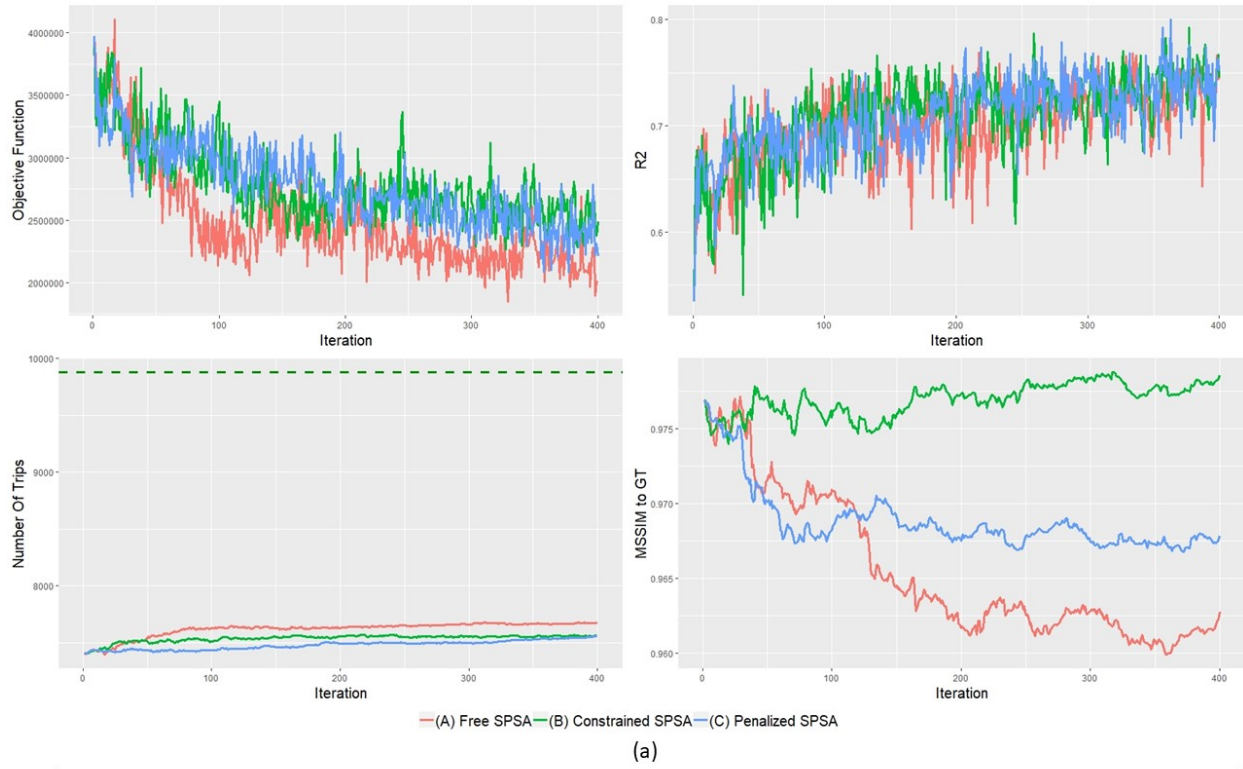 4000000
3500000
3000000
2500000
2000000
Objective Function
0 100 200 300 400
Iteration
0.8
0.7
0.6
R2
0 100 200 300 400
Iteration
10000
9000
8000
Number Of Trips
0 100 200 300 400
Iteration
0.975
0.970
0.965
0.960
MSSIM to GT
0 100 200 300 400
Iteration
(A) Free SPSA (B) Constrained SPSA (C) Penalized SPSA
(a)